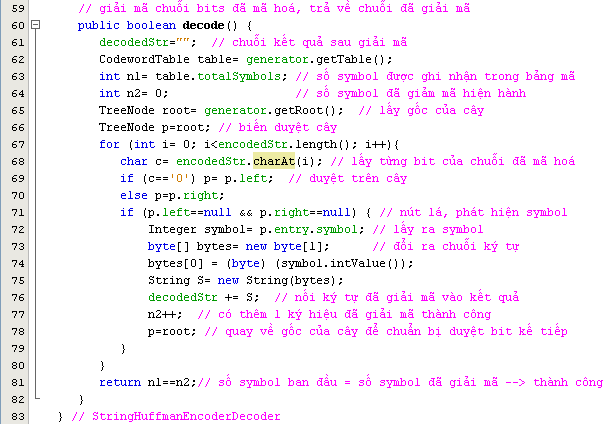 59 // giải mã chuỗi bits đã mã hoá, trả về chuỗi đã giải mã
60 public boolean decode() {
61 decodedStr=""; // chuỗi kết quả sau giải mã
62 CodewordTable table= generator.getTable();
63 int n1= table.totalSymbols; // số symbol được ghi nhận trong bảng mã
64 int n2= 0; // số symbol đã giảm mã hiện hành
65 TreeNode root= generator.getRoot(); // lấy gốc của cây
66 TreeNode p=root; // biến duyệt cây
67 for (int i= 0; i<encodedStr.length(); i++){
68 char c= encodedStr.charAt(i); // lấy từng bit của chuỗi đã mã hoá
69 if (c=='0') p= p.left; // duyệt trên cây
70 else p=p.right;
71 if (p.left==null && p.right==null) { // nút lá, phát hiện symbol
72 Integer symbol= p.entry.symbol; // lấy ra symbol
73 byte[] bytes= new byte[1]; // đổi ra chuỗi ký tự
74 bytes[0] = (byte) (symbol.intValue());
75 String S= new String(bytes);
76 decodedStr += S; // nối ký tự đã giải mã vào kết quả
77 n2++; // có thêm 1 ký hiệu đã giải mã thành công
78 p=root; // quay về gốc của cây để chuẩn bị duyệt bit kế tiếp
79 }
80 }
81 return n1==n2;// số symbol ban đầu = số symbol đã giải mã --> thành công
82 }
83 } // StringHuffmanEncoderDecoder